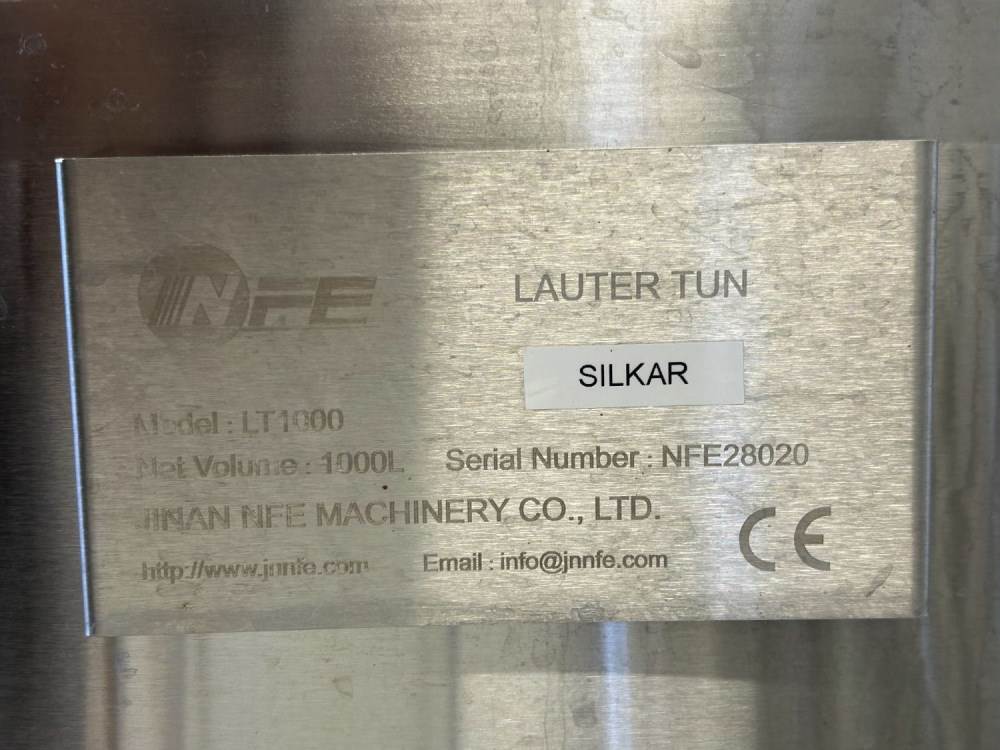 NFE
LAUTER TUN
SILKAR
Model : LT1000
Net Volume : 1000L Serial Number : NFE28020
JINAN NFE MACHINERY CO., LTD.
CE
http://www.jnnfe.com Email : info@jnnfe.com